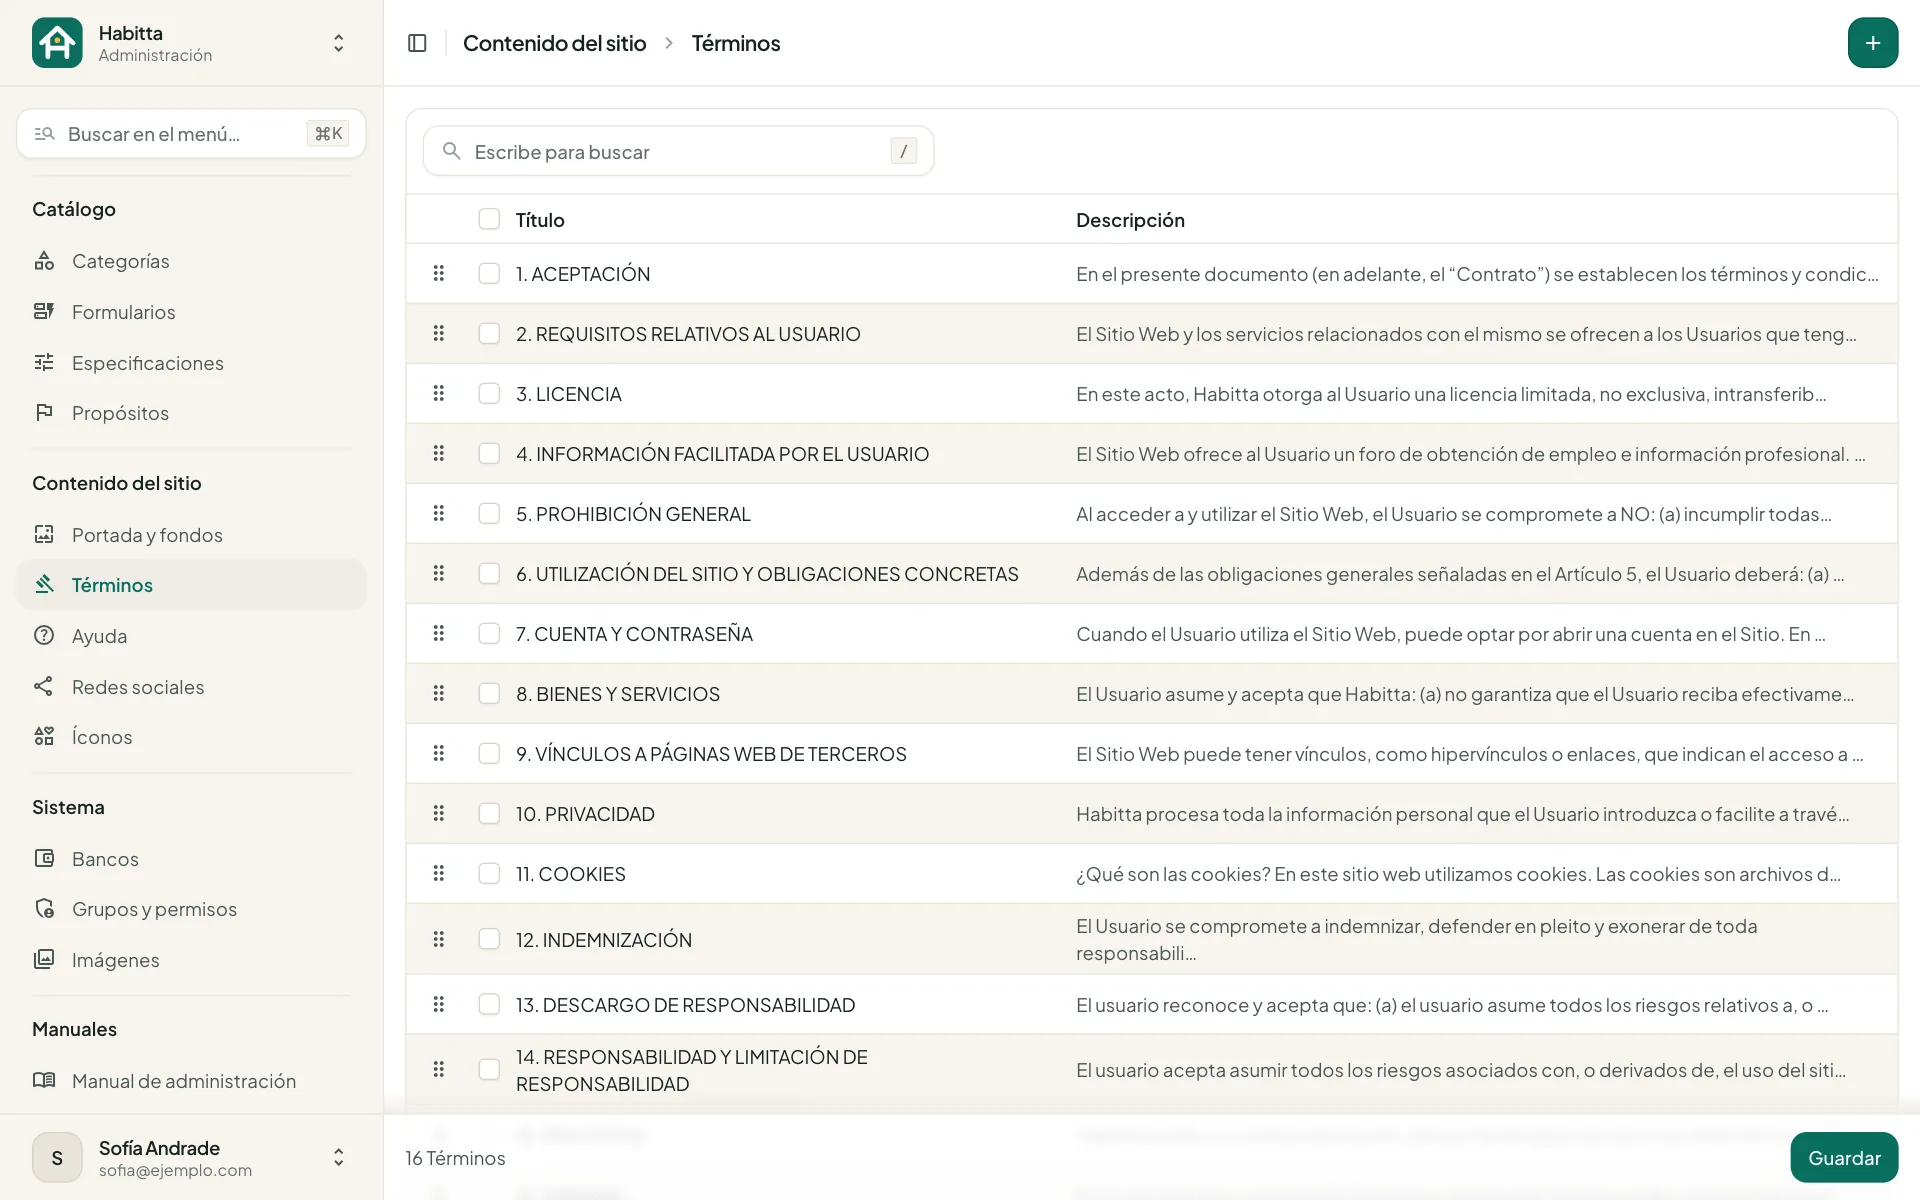 Habitta
Administración
Buscar en el menú...
⌘K
Catálogo
Categorías
Formularios
Especificaciones
Propósitos
Contenido del sitio
Portada y fondos
Términos
Ayuda
Redes sociales
Íconos
Sistema
Bancos
Grupos y permisos
Imágenes
Manuales
Manual de administración
S
Sofía Andrade
sofia@ejemplo.com
Contenido del sitio > Términos
+
Escribe para buscar
/
Título Descripción
1. ACEPTACIÓN En el presente documento (en adelante, el “Contrato”) se establecen los términos y condic...
2. REQUISITOS RELATIVOS AL USUARIO El Sitio Web y los servicios relacionados con el mismo se ofrecen a los Usuarios que teng...
3. LICENCIA En este acto, Habitta otorga al Usuario una licencia limitada, no exclusiva, intransferib...
4. INFORMACIÓN FACILITADA POR EL USUARIO El Sitio Web ofrece al Usuario un foro de obtención de empleo e información profesional. ...
5. PROHIBICIÓN GENERAL Al acceder a y utilizar el Sitio Web, el Usuario se compromete a NO: (a) incumplir todas...
6. UTILIZACIÓN DEL SITIO Y OBLIGACIONES CONCRETAS Además de las obligaciones generales señaladas en el Artículo 5, el Usuario deberá: (a) ...
7. CUENTA Y CONTRASEÑA Cuando el Usuario utiliza el Sitio Web, puede optar por abrir una cuenta en el Sitio. En ...
8. BIENES Y SERVICIOS El Usuario asume y acepta que Habitta: (a) no garantiza que el Usuario reciba efectivame...
9. VÍNCULOS A PÁGINAS WEB DE TERCEROS El Sitio Web puede tener vínculos, como hipervínculos o enlaces, que indican el acceso a ...
10. PRIVACIDAD Habitta procesa toda la información personal que el Usuario introduzca o facilite a travé...
11. COOKIES ¿Qué son las cookies? En este sitio web utilizamos cookies. Las cookies son archivos d...
12. INDEMNIZACIÓN El Usuario se compromete a indemnizar, defender en pleito y exonerar de toda
responsabili...
13. DESCARGO DE RESPONSABILIDAD El usuario reconoce y acepta que: (a) el usuario asume todos los riesgos relativos a, o ...
14. RESPONSABILIDAD Y LIMITACIÓN DE
RESPONSABILIDAD El usuario acepta asumir todos los riesgos asociados con, o derivados de, el uso del siti...
16 Términos
Guardar